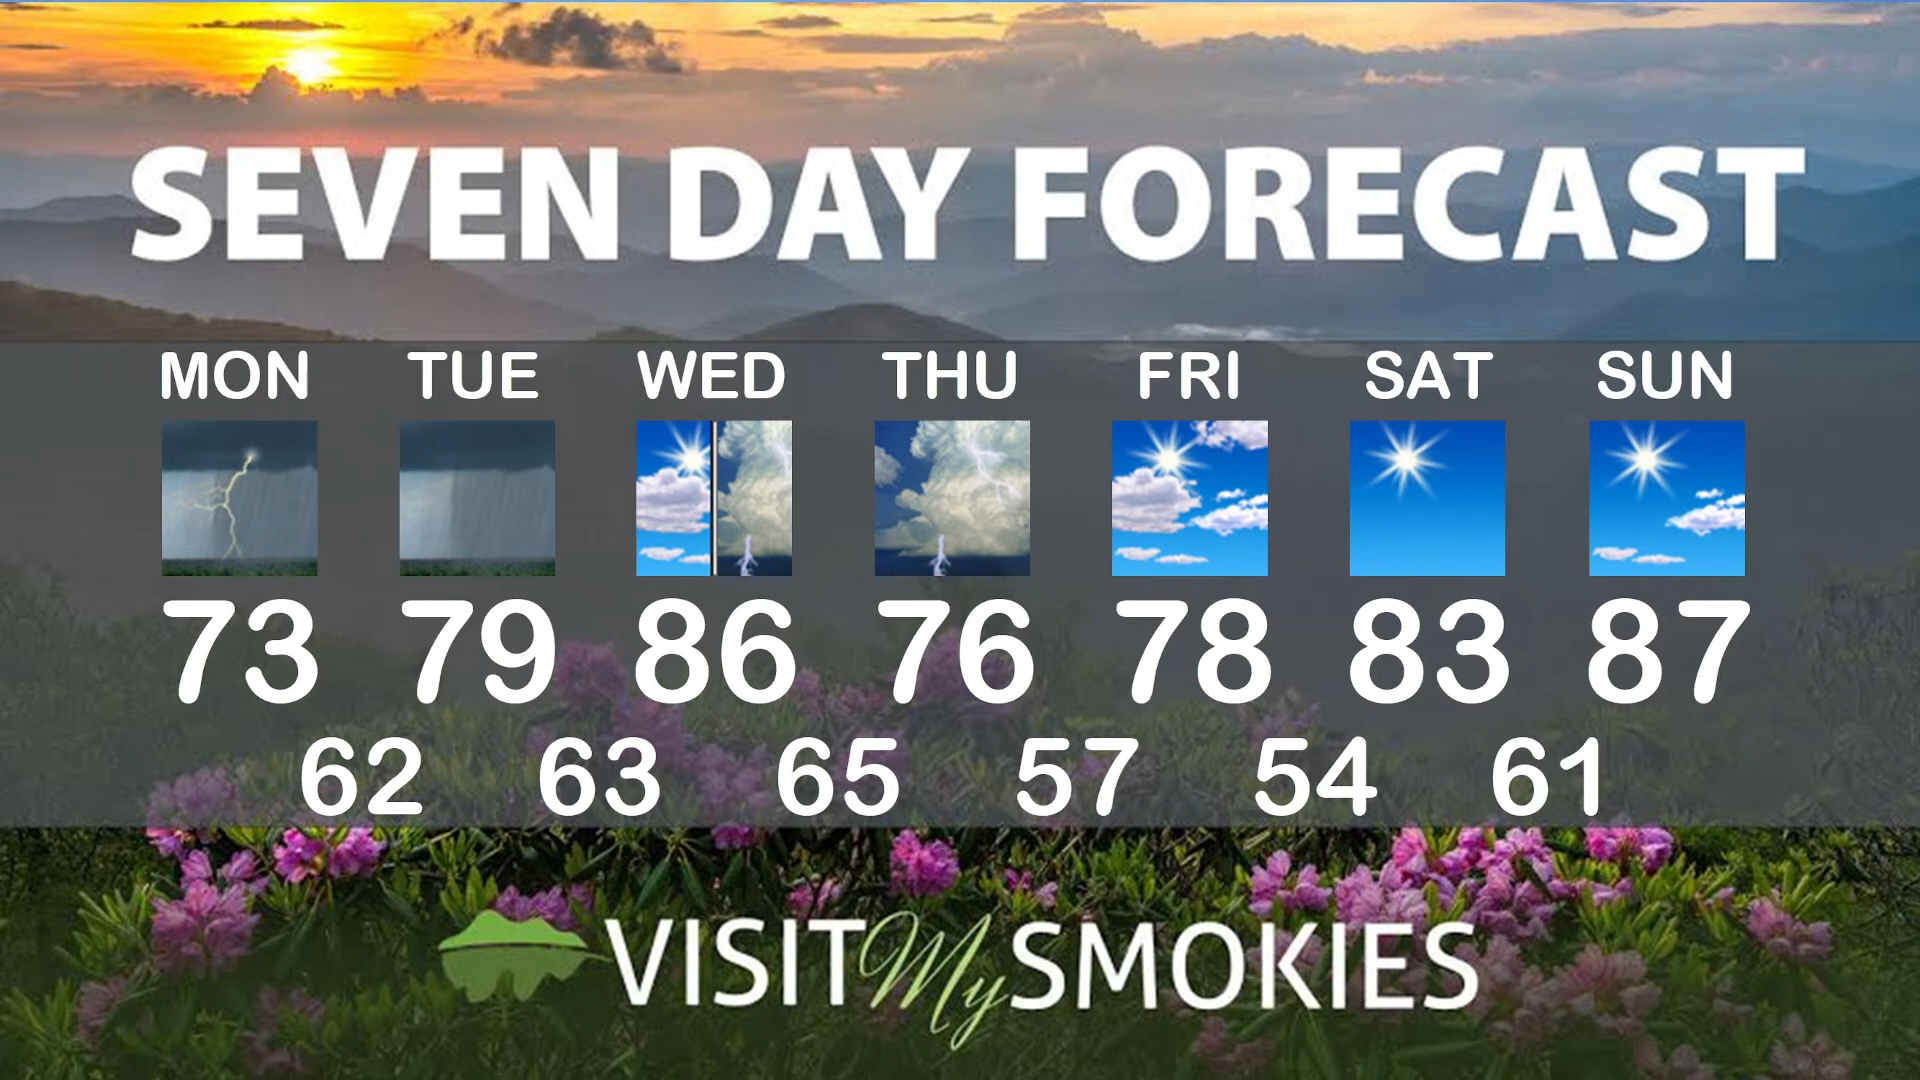 SEVEN DAY FORECAST
MON TUE WED THU FRI SAT SUN
73 79 86 76 78 83 87
62 63 65 57 54 61
VISIT My SMOKIES